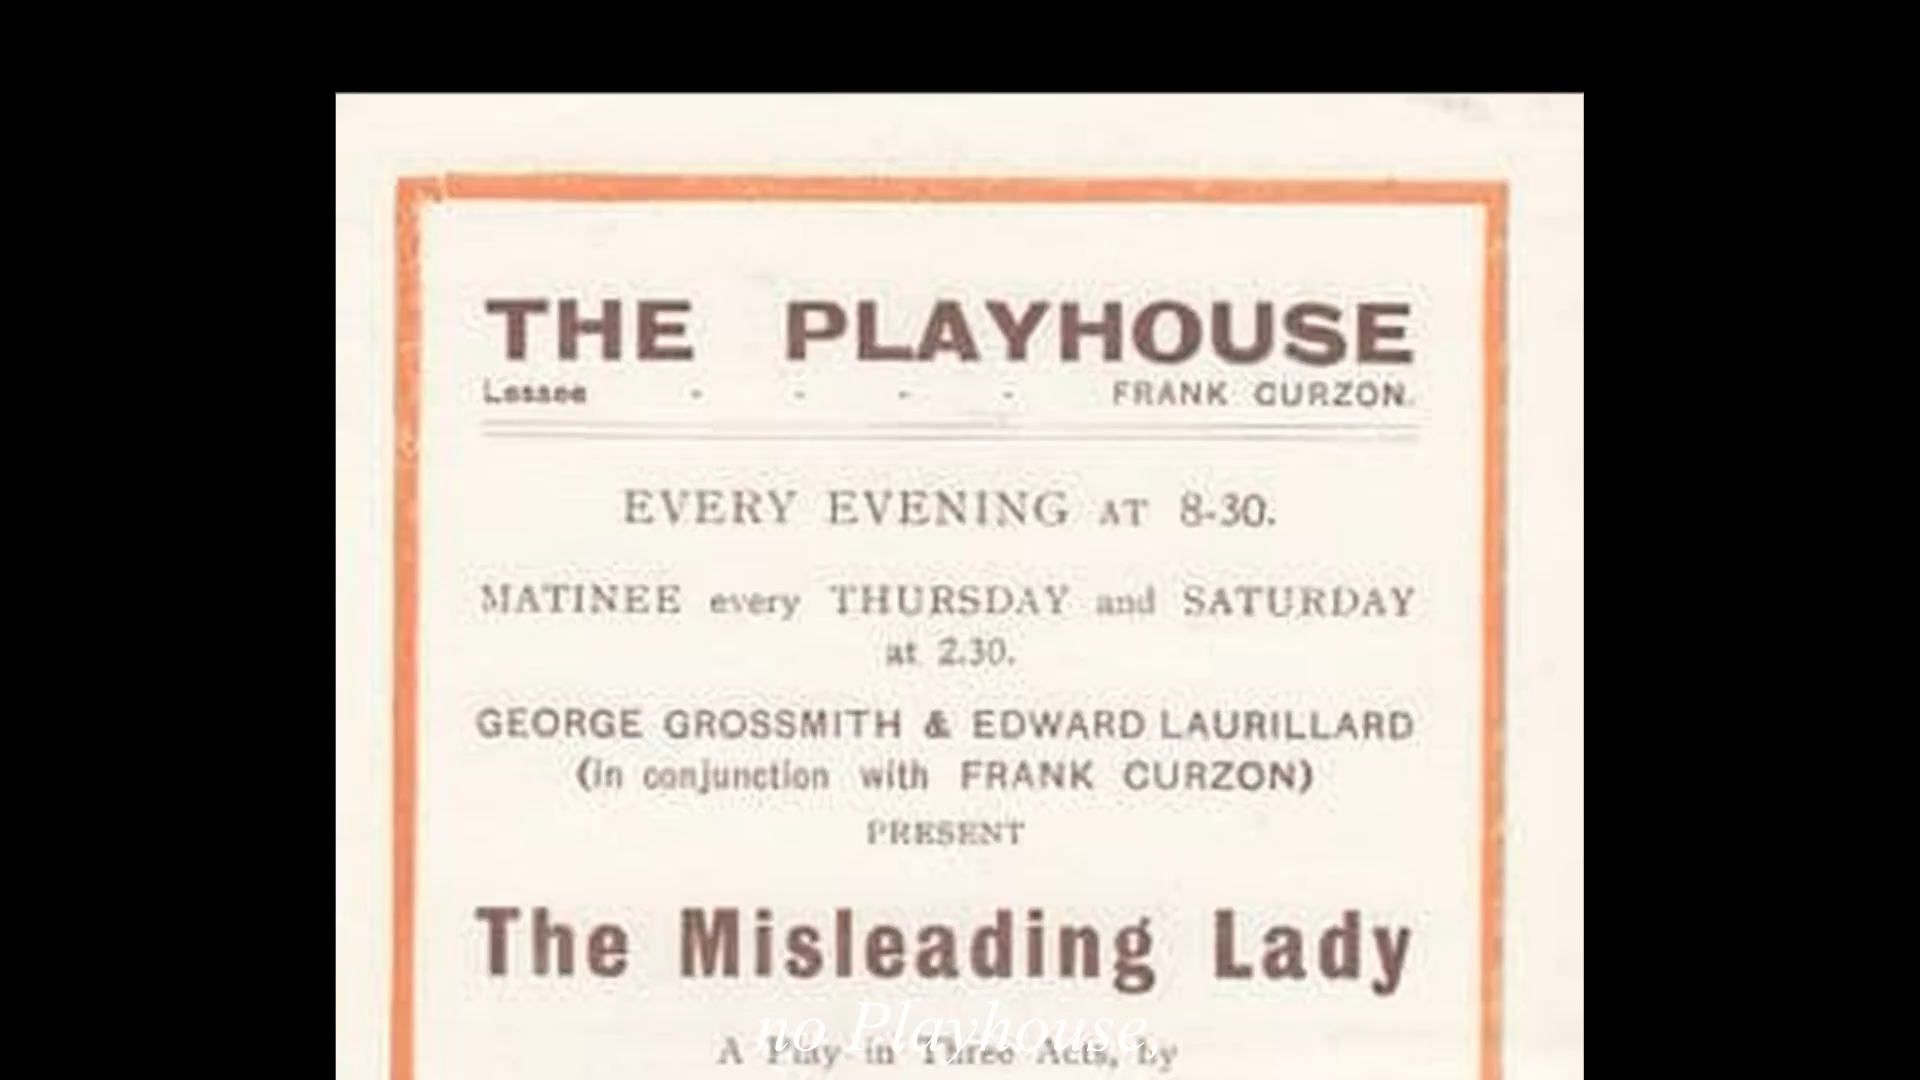 THE PLAYHOUSE
Lessee - - - - FRANK CURZON.
EVERY EVENING AT 8-30.
MATINEE every THURSDAY and SATURDAY
at 2.30.
GEORGE GROSSMITH & EDWARD LAURILLARD
(in conjunction with FRANK CURZON)
PRESENT
The Misleading Lady
no Playhouse,
A Play in Three Acts, by